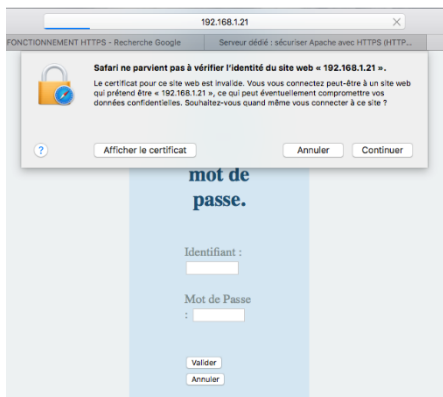 192.168.1.21
FONCTIONNEMENT HTTPS - Recherche Google
Serveur dédié : sécuriser Apache avec HTTPS (HTTP...
Safari ne parvient pas à vérifier l'identité du site web « 192.168.1.21 ».
Le certificat pour ce site web est invalide. Vous vous connectez peut-être à un site web
qui prétend être « 192.168.1.21 », ce qui peut éventuellement compromettre vos
données confidentielles. Souhaitez-vous quand même vous connecter à ce site ?
?
Afficher le certificat
Annuler
Continuer
mot de
passe.
Identifiant :
Mot de Passe
:
Valider
Annuler